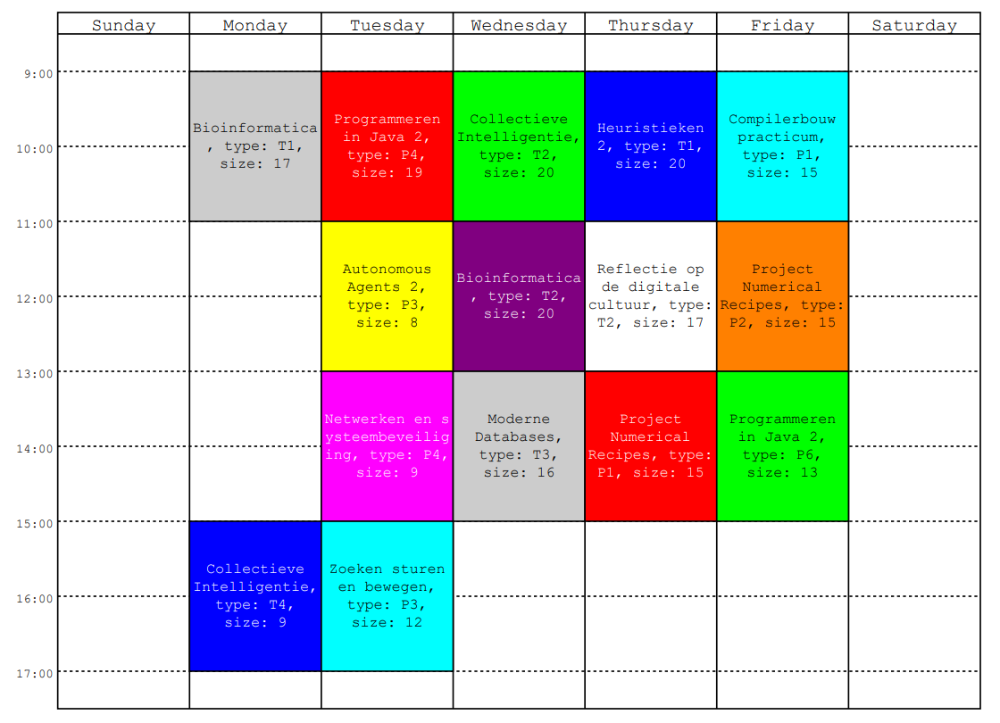 Sunday Monday Tuesday Wednesday Thursday Friday Saturday
9:00
10:00
11:00
12:00
13:00
14:00
15:00
16:00
17:00
Bioinformatica
, type: T1,
size: 17
Collectieve
Intelligentie,
type: T4,
size: 9
Programmeren
in Java 2,
type: P4,
size: 19
Autonomous
Agents 2,
type: P3,
size: 8
Netwerken en s
ysteembeveilig
ing, type: P4,
size: 9
Zoeken sturen
en bewegen,
type: P3,
size: 12
Collectieve
Intelligentie,
type: T2,
size: 20
Bioinformatica
, type: T2,
size: 20
Moderne
Databases,
type: T3,
size: 16
Heuristieken
2, type: T1,
size: 20
Reflectie op
de digitale
cultuur, type:
T2, size: 17
Project
Numerical
Recipes, type:
P1, size: 15
Compilerbouw
practicum,
type: P1,
size: 15
Project
Numerical
Recipes, type:
P2, size: 15
Programmeren
in Java 2,
type: P6,
size: 13